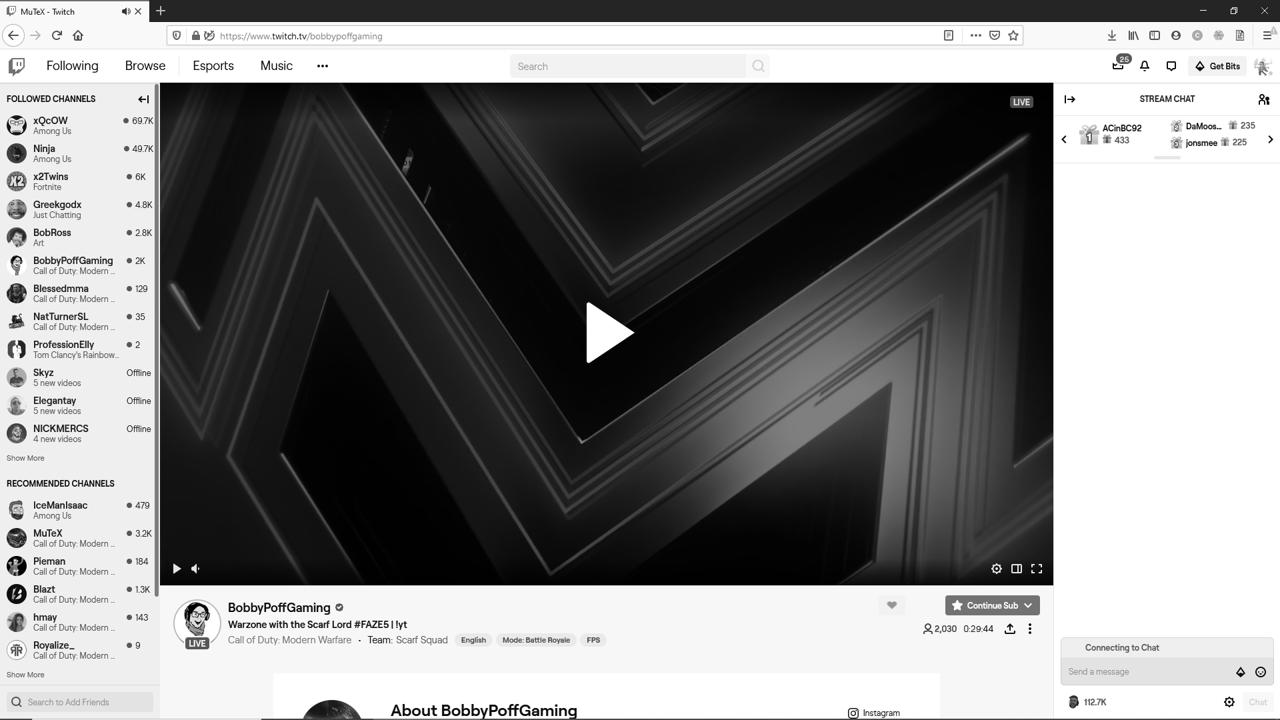 MuTeX - Twitch
https://www.twitch.tv/bobbypoffgaming
Following
Browse
Esports
Music
Search
25
Get Bits
FOLLOWED CHANNELS
xQcOW
69.7K
Among Us
Ninja
49.7K
Among Us
x2Twins
6K
Fortnite
Greekgodx
4.8K
Just Chatting
BobRoss
2.8K
Art
BobbyPoffGaming
2K
Call of Duty: Modern ...
Blessedmma
129
Call of Duty: Modern ...
NatTurnerSL
35
Call of Duty: Modern ...
ProfessionElly
2
Tom Clancy's Rainbow...
Skyz
Offline
5 new videos
Elegantay
Offline
5 new videos
NICKMERCS
Offline
4 new videos
Show More
RECOMMENDED CHANNELS
IceManIsaac
479
Among Us
MuTeX
3.2K
Call of Duty: Modern ...
Pieman
184
Call of Duty: Modern ...
Blazt
1.3K
Call of Duty: Modern ...
hmay
143
Call of Duty: Modern ...
Royalize_
9
Call of Duty: Modern ...
Show More
Search to Add Friends
LIVE
LIVE
BobbyPoffGaming
Warzone with the Scarf Lord #FAZE5 | !yt
Call of Duty: Modern Warfare · Team: Scarf Squad English Mode: Battle Royale FPS
Continue Sub
2,030 0:29:44
About BobbyPoffGaming
Instagram
STREAM CHAT
1
ACinBC92
433
DaMoos... 235
jonsmee 225
Connecting to Chat
Send a message
112.7K
Chat